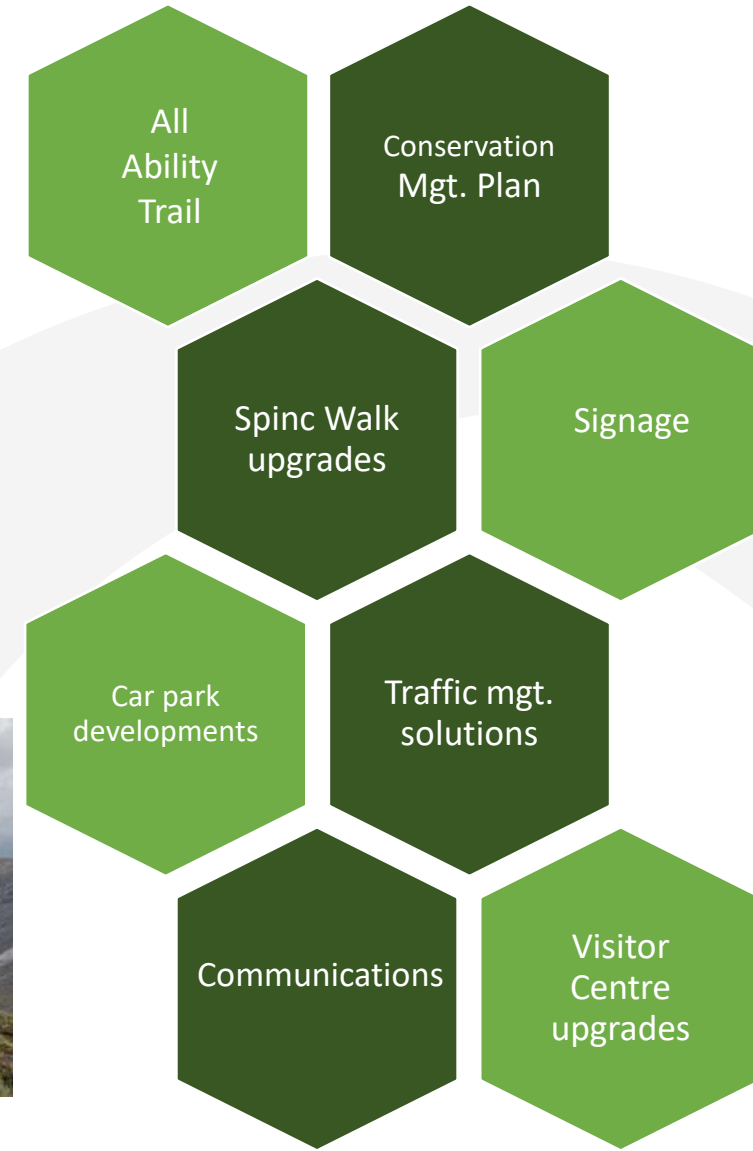 All
Ability
Trail
Conservation
Mgt. Plan
Spinc Walk
upgrades
Signage
Car park
developments
Traffic mgt.
solutions
Communications
Visitor
Centre
upgrades